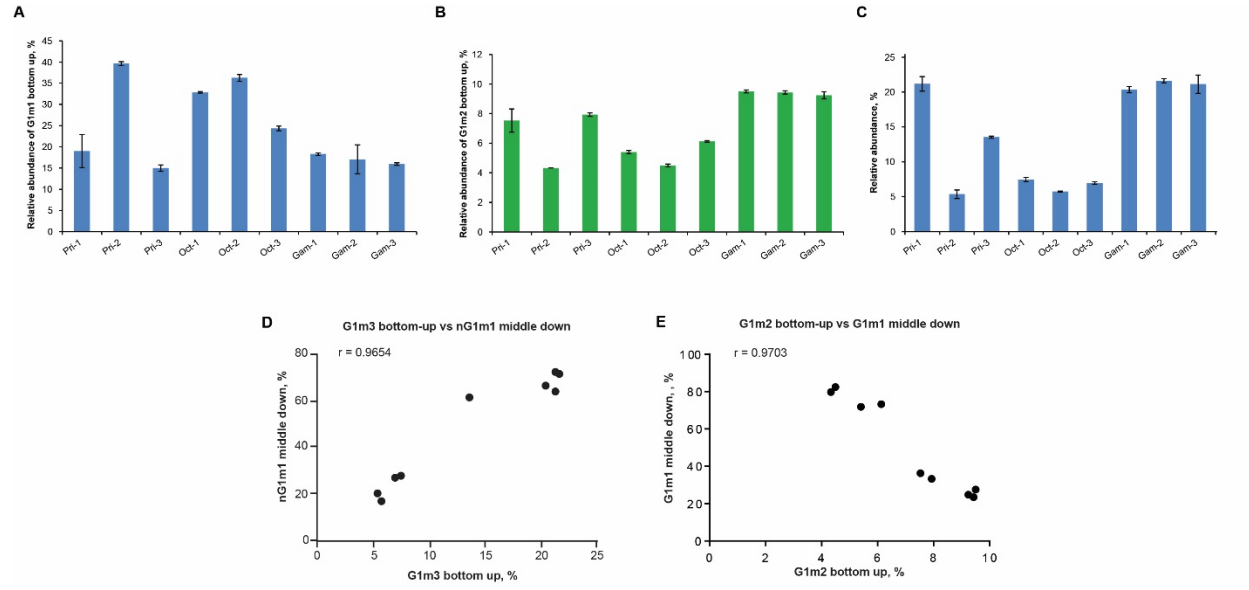 A
Relative abundance of G1m1 bottom up, %
45
40
35
30
25
20
15
10
5
0
Pri-1 Pri-2 Pri-3 Oct-1 Oct-2 Oct-3 Gam-1 Gam-2 Gam-3
B
Relative abundance of G1m2 bottom up, %
12
10
8
6
4
2
0
Pri-1 Pri-2 Pri-3 Oct-1 Oct-2 Oct-3 Gam-1 Gam-2 Gam-3
C
Relative abundance, %
25
20
15
10
5
0
Pri-1 Pri-2 Pri-3 Oct-1 Oct-2 Oct-3 Gam-1 Gam-2 Gam-3
D
G1m3 bottom-up vs nG1m1 middle down
r = 0.9654
nG1m1 middle down, %
80
60
40
20
0
0 5 10 15 20 25
G1m3 bottom up, %
E
G1m2 bottom-up vs G1m1 middle down
r = 0.9703
G1m1 middle down, , %
100
80
60
40
20
0
0 2 4 6 8 10
G1m2 bottom up, %